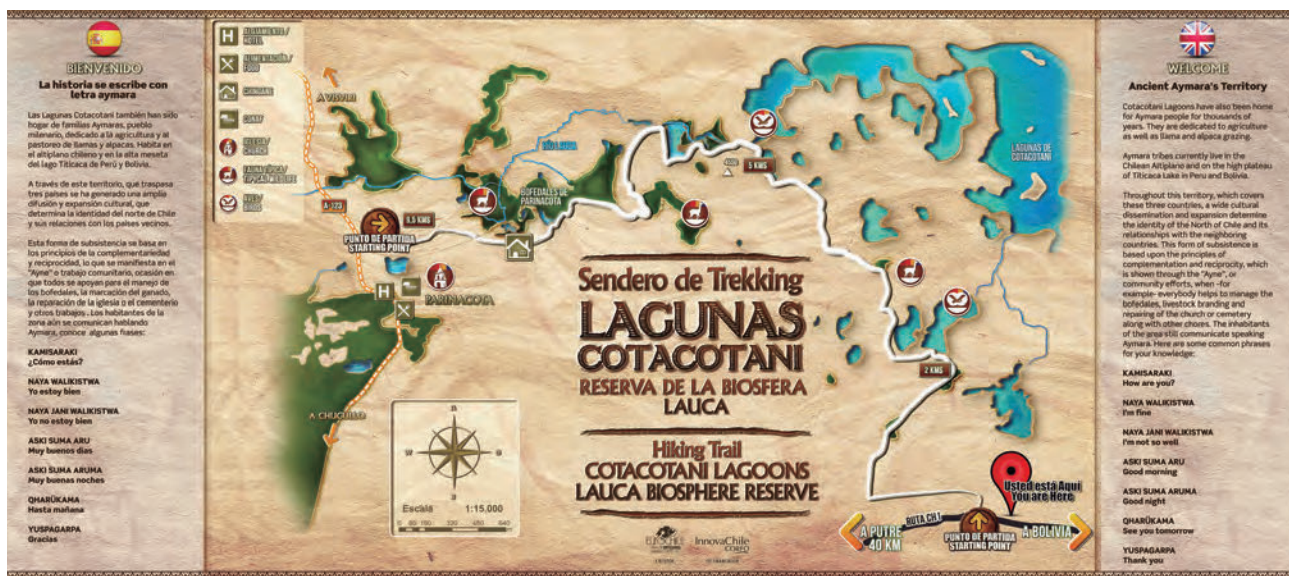 BIENVENIDO
La historia se escribe con
letra aymara
Las Lagunas Cotacotani también han sido
hogar de familias Aymaras, pueblo
milenario, dedicado a la agricultura y al
pastoreo de llamas y alpacas. Habita en
el altiplano chileno y en la alta meseta
del lago Titicaca de Perú y Bolivia.
A través de este territorio, que traspasa
tres países se ha generado una amplia
difusión y expansión cultural, que
determina la identidad del norte de Chile
y sus relaciones con los países vecinos.
Esta forma de subsistencia se basa en
los principios de la complementariedad
y reciprocidad, lo que se manifiesta en el
"Ayne" o trabajo comunitario, ocasión en
que todos se apoyan para el manejo de
los bofedales, la marcación del ganado,
la reparación de la iglesia o el cementerio
y otros trabajos. Los habitantes de la
zona aún se comunican hablando
Aymara, conoce algunas frases:
KAMISARAKI
¿Cómo estás?
NAYA WALIKISTWA
Yo estoy bien
NAYA JANI WALIKISTWA
Yo no estoy bien
ASKI SUMA ARU
Muy buenos días
ASKI SUMA ARUMA
Muy buenas noches
QHARÜKAMA
Hasta mañana
YUSPAGARPA
Gracias
H
ALOJAMIENTO /
HOTEL
ALIMENTACIÓN /
FOOD
IGLESIA /
CHURCH
A VISVIRI
A-123
9,5 KMS
PUNTO DE PARTIDA
STARTING POINT
H
PARINACOTA
A CHUCUYO
RÍO LAUCA
BOFEDALES DE
PARINACOTA
5 KMS
LAGUNAS DE
COTACOTANI
2 KMS
N
Escala 1:15,000
Sendero de Trekking
LAGUNAS
COTACOTANI
RESERVA DE LA BIOSFERA
LAUCA
Hiking Trail
COTACOTANI LAGOONS
LAUCA BIOSPHERE RESERVE
InnovaChile
CORFO
Usted está Aquí
You are Here
A PUTRE
40 KM
RUTA CH 1
PUNTO DE PARTIDA
STARTING POINT
A BOLIVIA
WELCOME
Ancient Aymara's Territory
Cotacotani Lagoons have also been home
for Aymara people for thousands of
years. They are dedicated to agriculture
as well as llama and alpaca grazing.
Aymara tribes currently live in the
Chilean Altiplano and on the high plateau
of Titicaca Lake in Peru and Bolivia.
Throughout this territory, which covers
these three countries, a wide cultural
dissemination and expansion determine
the identity of the North of Chile and its
relationships with the neighboring
countries. This form of subsistence is
based upon the principles of
complementation and reciprocity, which
is shown through the "Ayne", or
community efforts, when -for
example- everybody helps to manage the
bofedales, livestock branding and
repairing of the church or cemetery
along with other chores. The inhabitants
of the area still communicate speaking
Aymara. Here are some common phrases
for your knowledge:
KAMISARAKI
How are you?
NAYA WALIKISTWA
I'm fine
NAYA JANI WALIKISTWA
I'm not so well
ASKI SUMA ARU
Good morning
ASKI SUMA ARUMA
Good night
QHARÜKAMA
See you tomorrow
YUSPAGARPA
Thank you